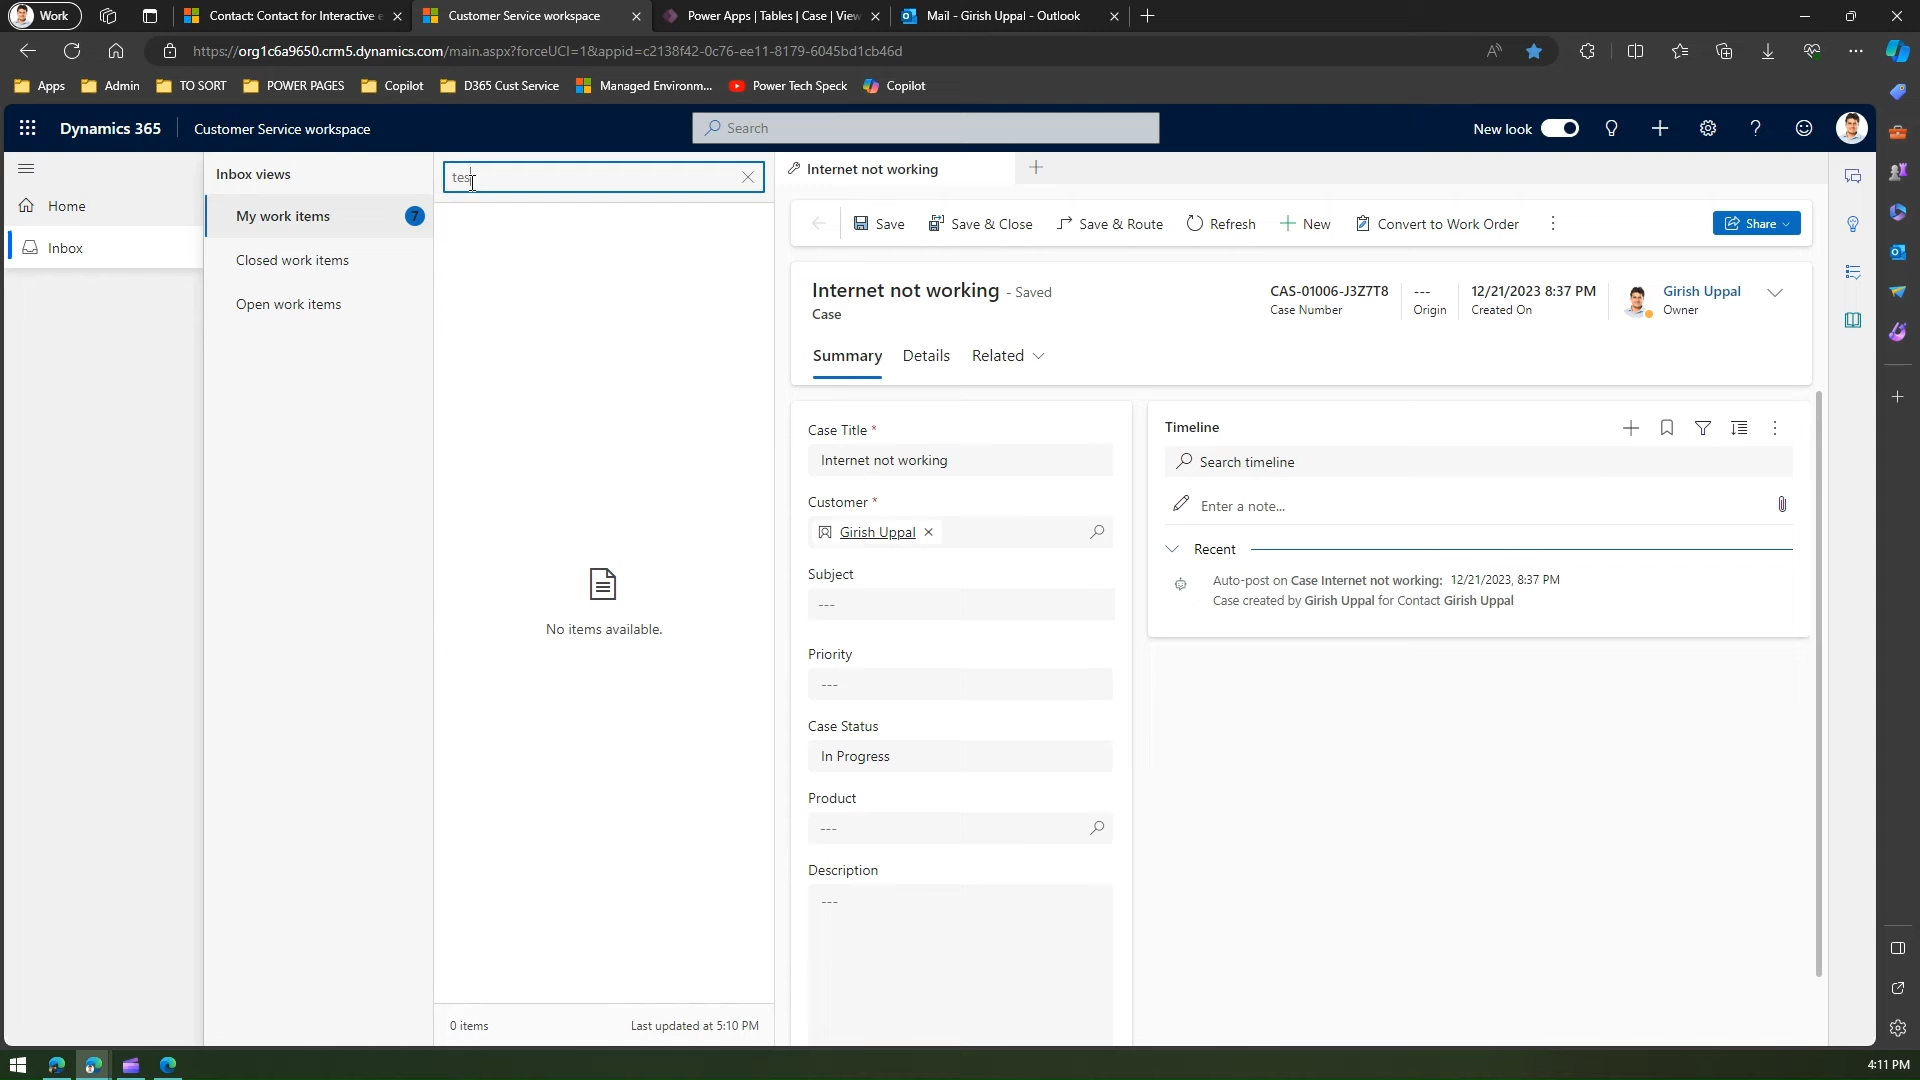 Work
Contact: Contact for Interactive e
Customer Service workspace
Power Apps | Tables | Case | View
Mail - Girish Uppal - Outlook
https://org1c6a9650.crm5.dynamics.com/main.aspx?forceUCI=1&appid=c2138f42-0c76-ee11-8179-6045bd1cb46d
Apps
Admin
TO SORT
POWER PAGES
Copilot
D365 Cust Service
Managed Environm...
Power Tech Speck
Copilot
Dynamics 365
Customer Service workspace
Search
New look
Home
Inbox
Inbox views
My work items
7
Closed work items
Open work items
tes
No items available.
0 items
Last updated at 5:10 PM
Internet not working
Save
Save & Close
Save & Route
Refresh
New
Convert to Work Order
Share
Internet not working - Saved
Case
CAS-01006-J3Z7T8
Case Number
---
Origin
12/21/2023 8:37 PM
Created On
Girish Uppal
Owner
Summary
Details
Related
Case Title *
Internet not working
Customer *
Girish Uppal
Subject
---
Priority
---
Case Status
In Progress
Product
---
Description
---
Timeline
Search timeline
Enter a note...
Recent
Auto-post on Case Internet not working: 12/21/2023, 8:37 PM
Case created by Girish Uppal for Contact Girish Uppal
4:11 PM